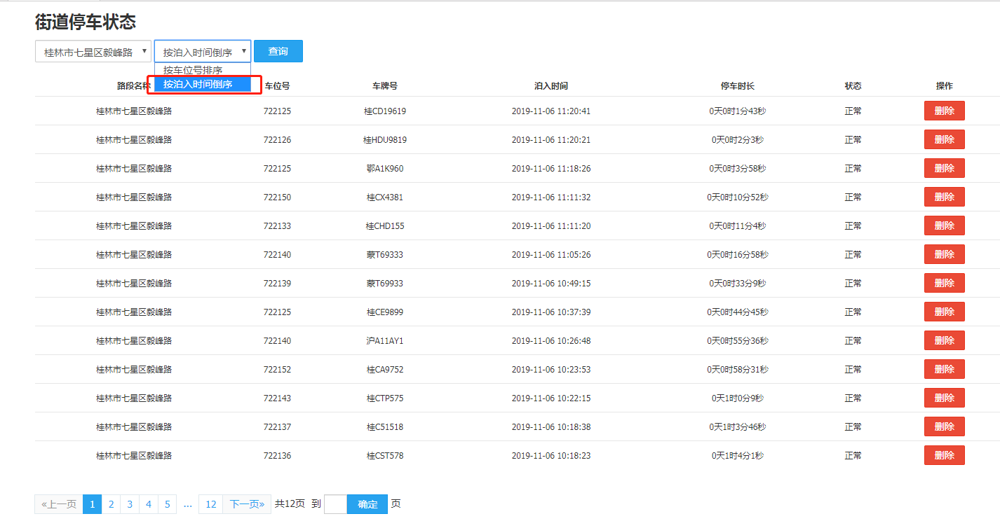 街道停车状态
桂林市七星区毅峰路 按泊入时间倒序 查询
按车位号排序
按泊入时间倒序
路段名称 车位号 车牌号 泊入时间 停车时长 状态 操作
桂林市七星区毅峰路 722125 桂CD19619 2019-11-06 11:20:41 0天0时1分43秒 正常 删除
桂林市七星区毅峰路 722126 桂HDU9819 2019-11-06 11:20:21 0天0时2分3秒 正常 删除
桂林市七星区毅峰路 722125 鄂A1K960 2019-11-06 11:18:26 0天0时3分58秒 正常 删除
桂林市七星区毅峰路 722150 桂CX4381 2019-11-06 11:11:32 0天0时10分52秒 正常 删除
桂林市七星区毅峰路 722133 桂CHD155 2019-11-06 11:11:20 0天0时11分4秒 正常 删除
桂林市七星区毅峰路 722140 蒙T69333 2019-11-06 11:05:26 0天0时16分58秒 正常 删除
桂林市七星区毅峰路 722139 蒙T69933 2019-11-06 10:49:15 0天0时33分9秒 正常 删除
桂林市七星区毅峰路 722125 桂CE9899 2019-11-06 10:37:39 0天0时44分45秒 正常 删除
桂林市七星区毅峰路 722140 沪A11AY1 2019-11-06 10:26:48 0天0时55分36秒 正常 删除
桂林市七星区毅峰路 722152 桂CA9752 2019-11-06 10:23:53 0天0时58分31秒 正常 删除
桂林市七星区毅峰路 722143 桂CTP575 2019-11-06 10:22:15 0天1时0分9秒 正常 删除
桂林市七星区毅峰路 722137 桂C51518 2019-11-06 10:18:38 0天1时3分46秒 正常 删除
桂林市七星区毅峰路 722136 桂CST578 2019-11-06 10:18:23 0天1时4分1秒 正常 删除
«上一页 1 2 3 4 5 ... 12 下一页» 共12页 到 确定 页